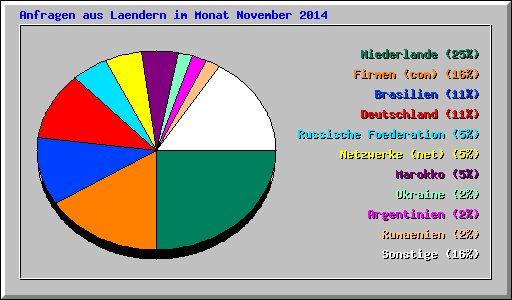 Anfragen aus Laendern im Monat November 2014
Niederlande (25%)
Firmen (com) (16%)
Brasilien (11%)
Deutschland (11%)
Russische Foederation (5%)
Netzwerke (net) (5%)
Marokko (5%)
Ukraine (2%)
Argentinien (2%)
Rumaenien (2%)
Sonstige (16%)